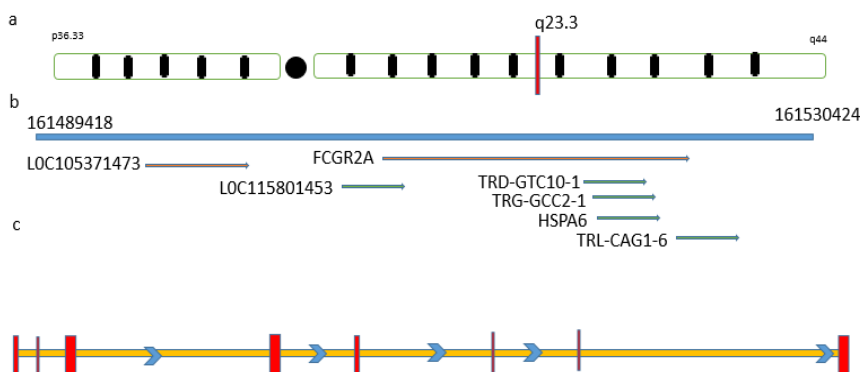 a
q23.3
p36.33
q44
b
161489418
161530424
L0C105371473
FCGR2A
L0C115801453
TRD-GTC10-1
TRG-GCC2-1
HSPA6
c
TRL-CAG1-6